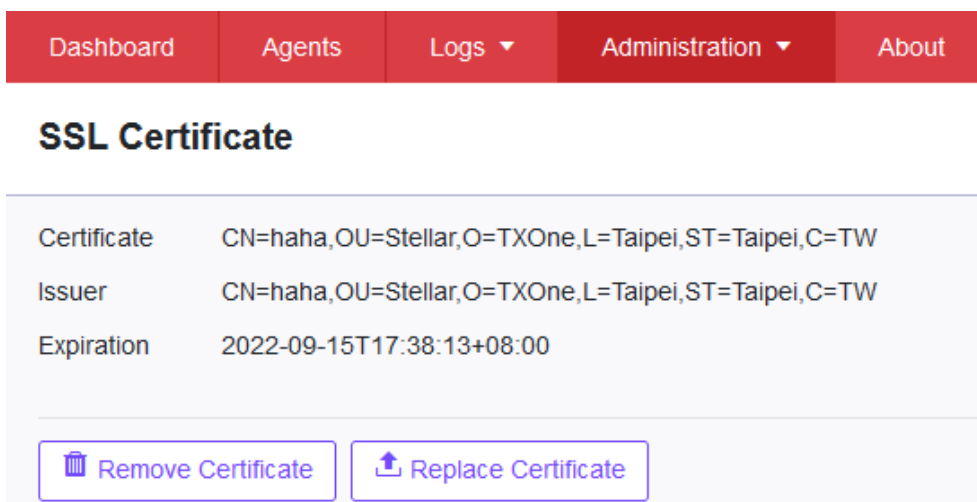 Dashboard Agents Logs Administration About
SSL Certificate
Certificate CN=haha,OU=Stellar,O=TXOne,L=Taipei,ST=Taipei,C=TW
Issuer CN=haha,OU=Stellar,O=TXOne,L=Taipei,ST=Taipei,C=TW
Expiration 2022-09-15T17:38:13+08:00
Remove Certificate Replace Certificate